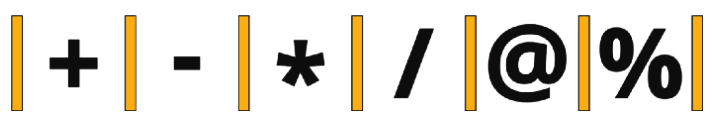 + - * / @ %